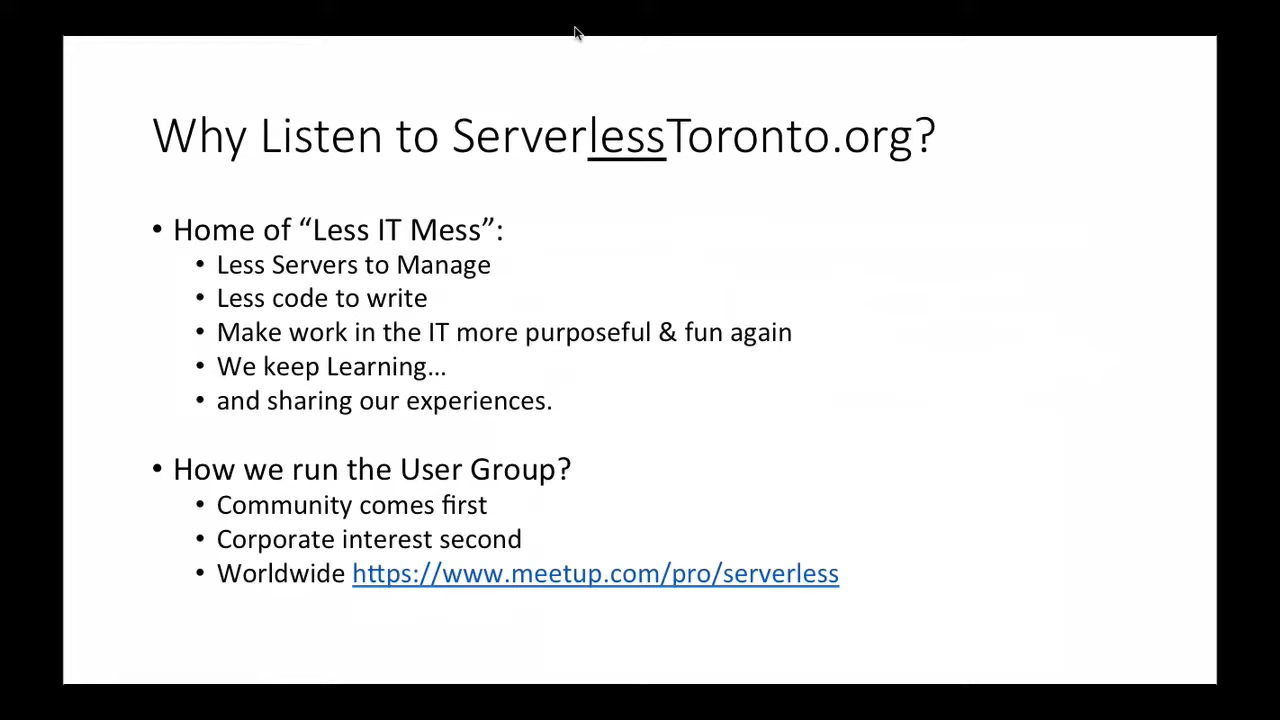 Why Listen to ServerlessToronto.org?
• Home of “Less IT Mess”:
• Less Servers to Manage
• Less code to write
• Make work in the IT more purposeful & fun again
• We keep Learning…
• and sharing our experiences.
• How we run the User Group?
• Community comes first
• Corporate interest second
• Worldwide https://www.meetup.com/pro/serverless